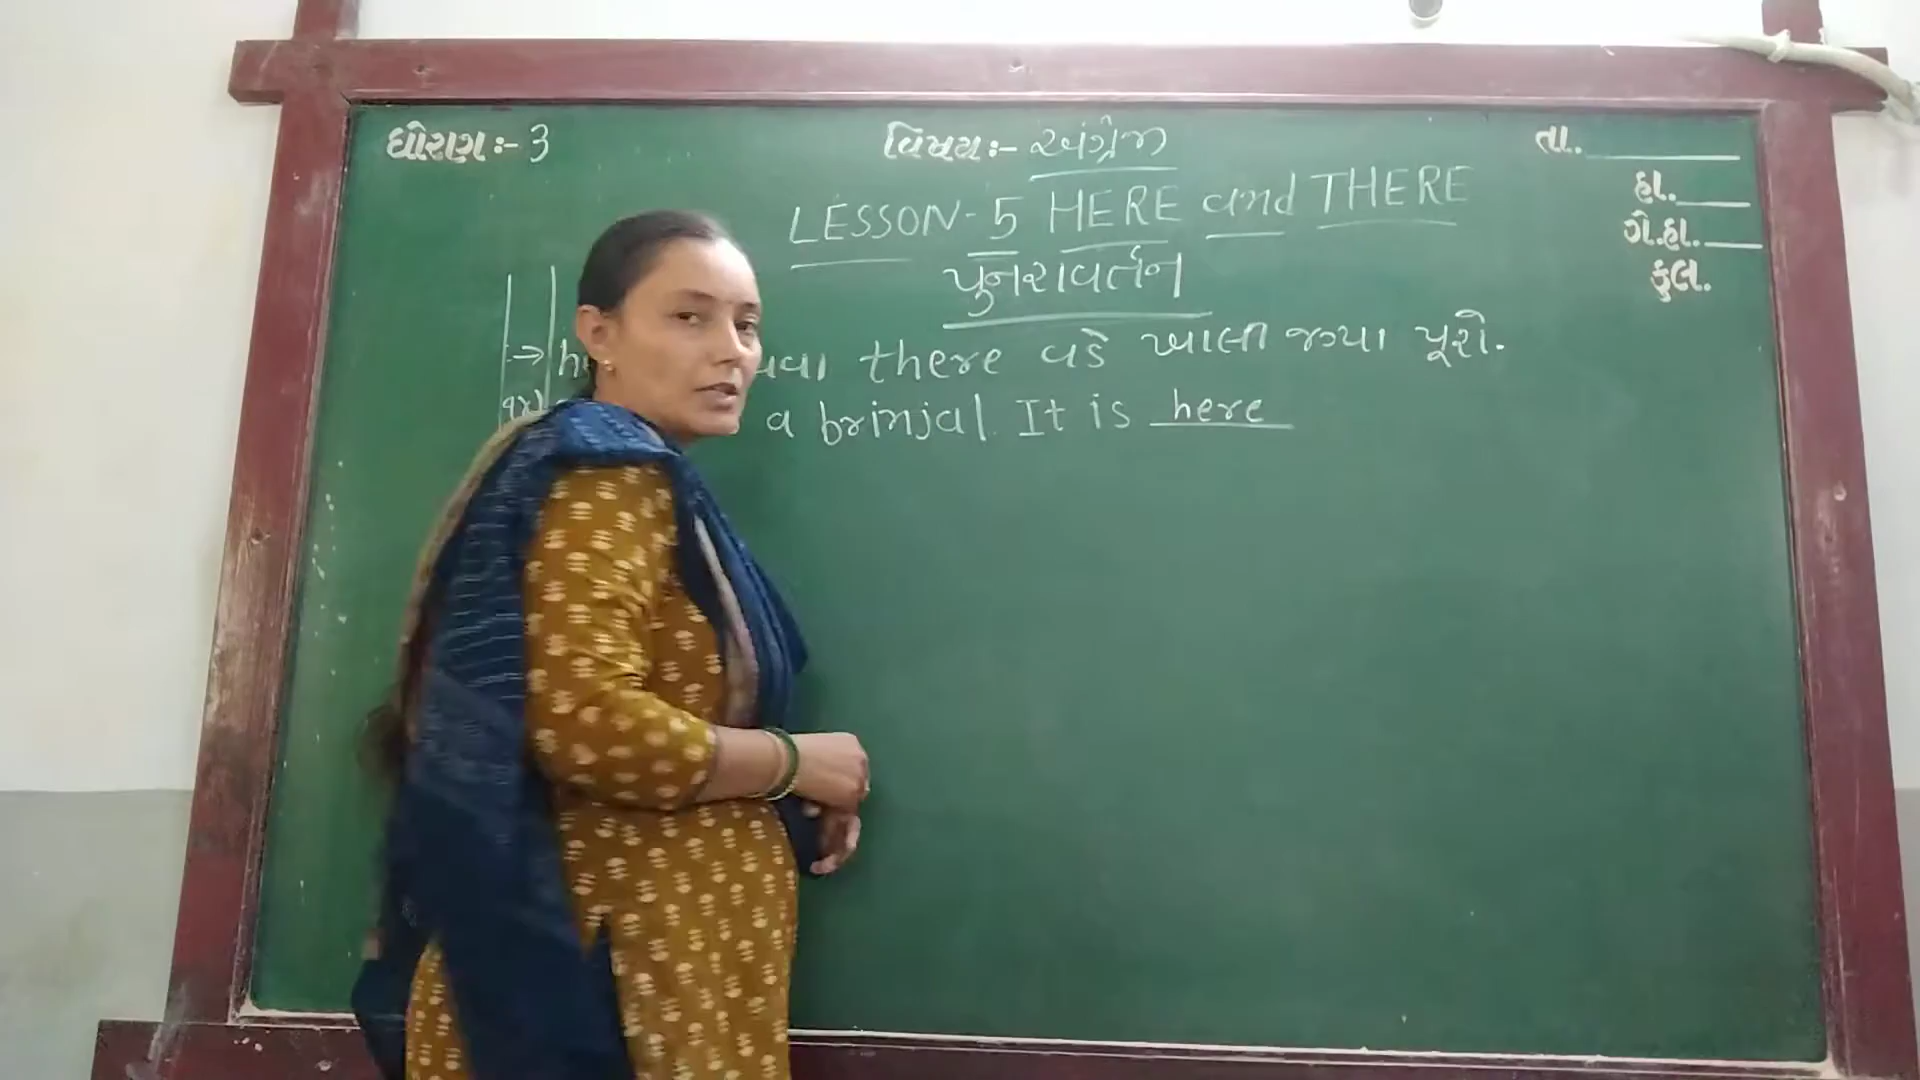 ધોરણ :- 3
વિષય :- અંગ્રેજી
તા.
હા.
ગે.હા.
કુલ.
LESSON - 5 HERE and THERE
પુનરાવર્તન
→ there વડે ખાલી જગ્યા પૂરો.
a brinjal. It is here